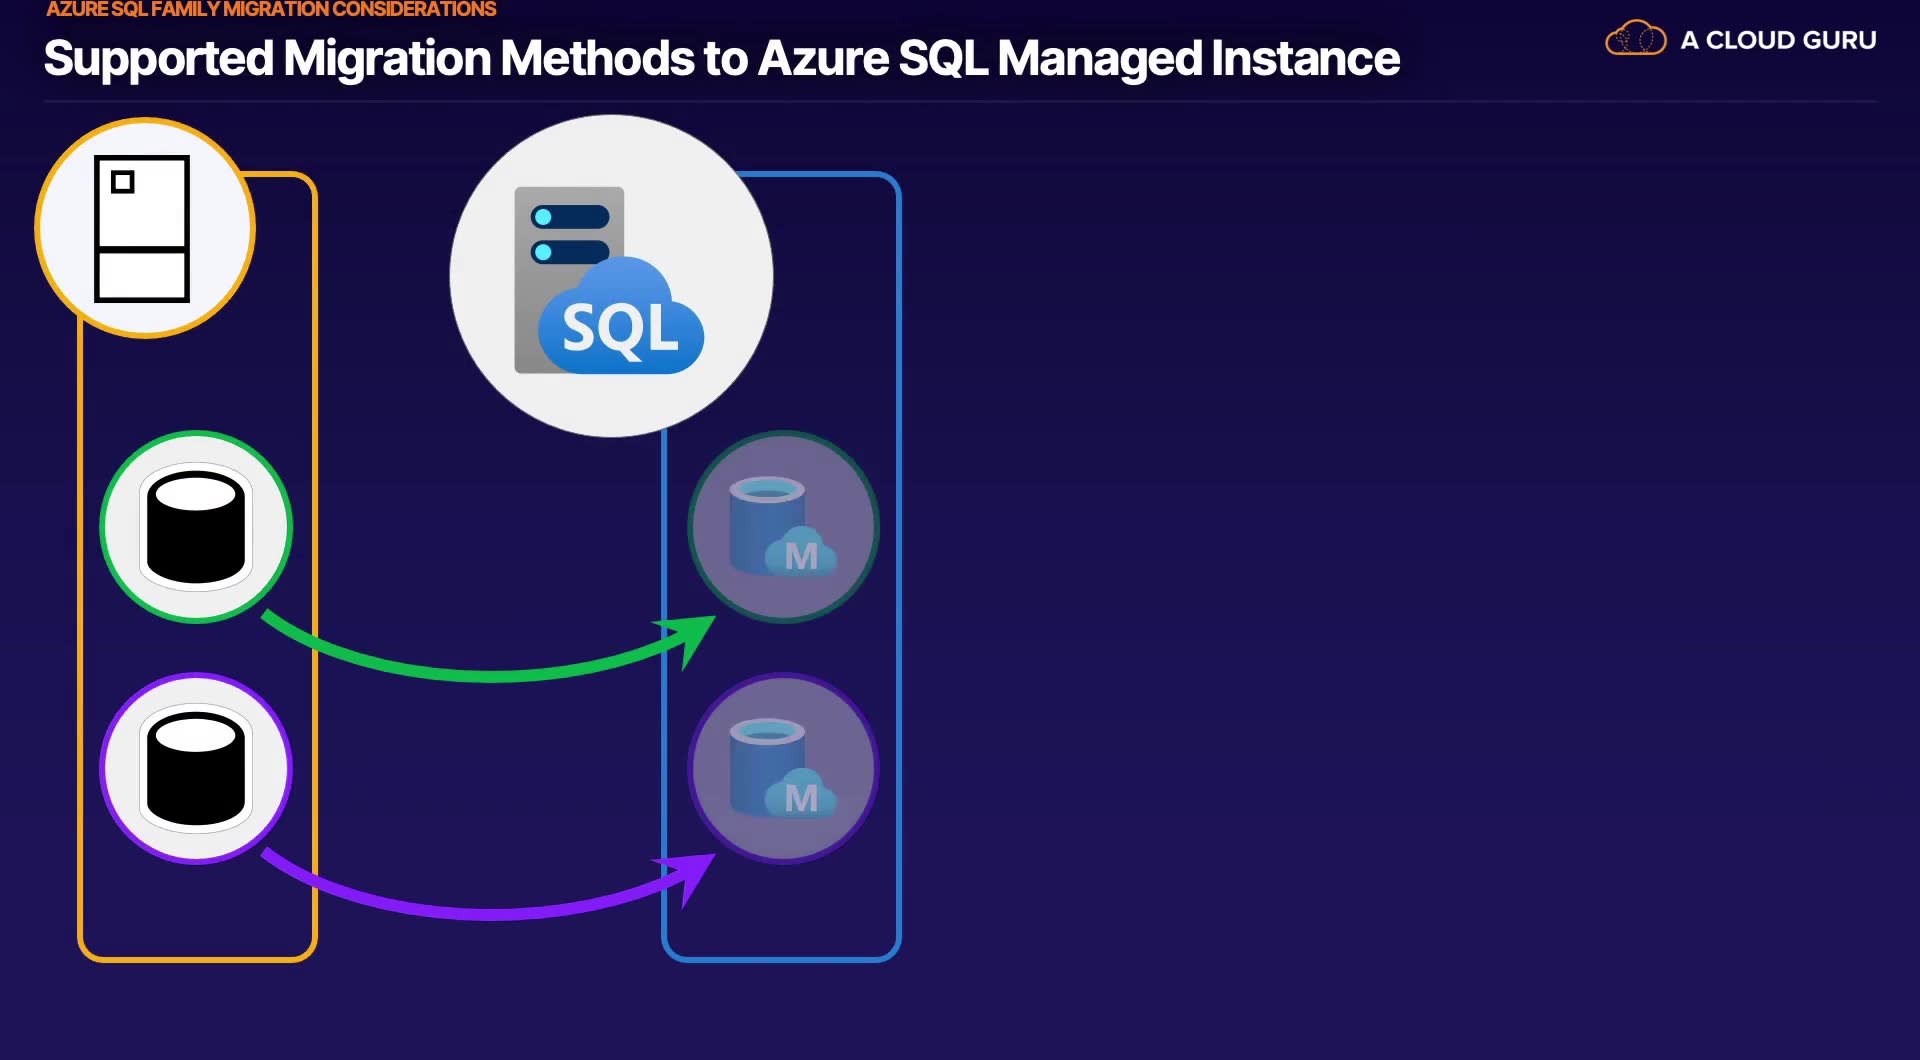 AZURE SQL FAMILY MIGRATION CONSIDERATIONS
Supported Migration Methods to Azure SQL Managed Instance
A CLOUD GURU
SQL
M
M